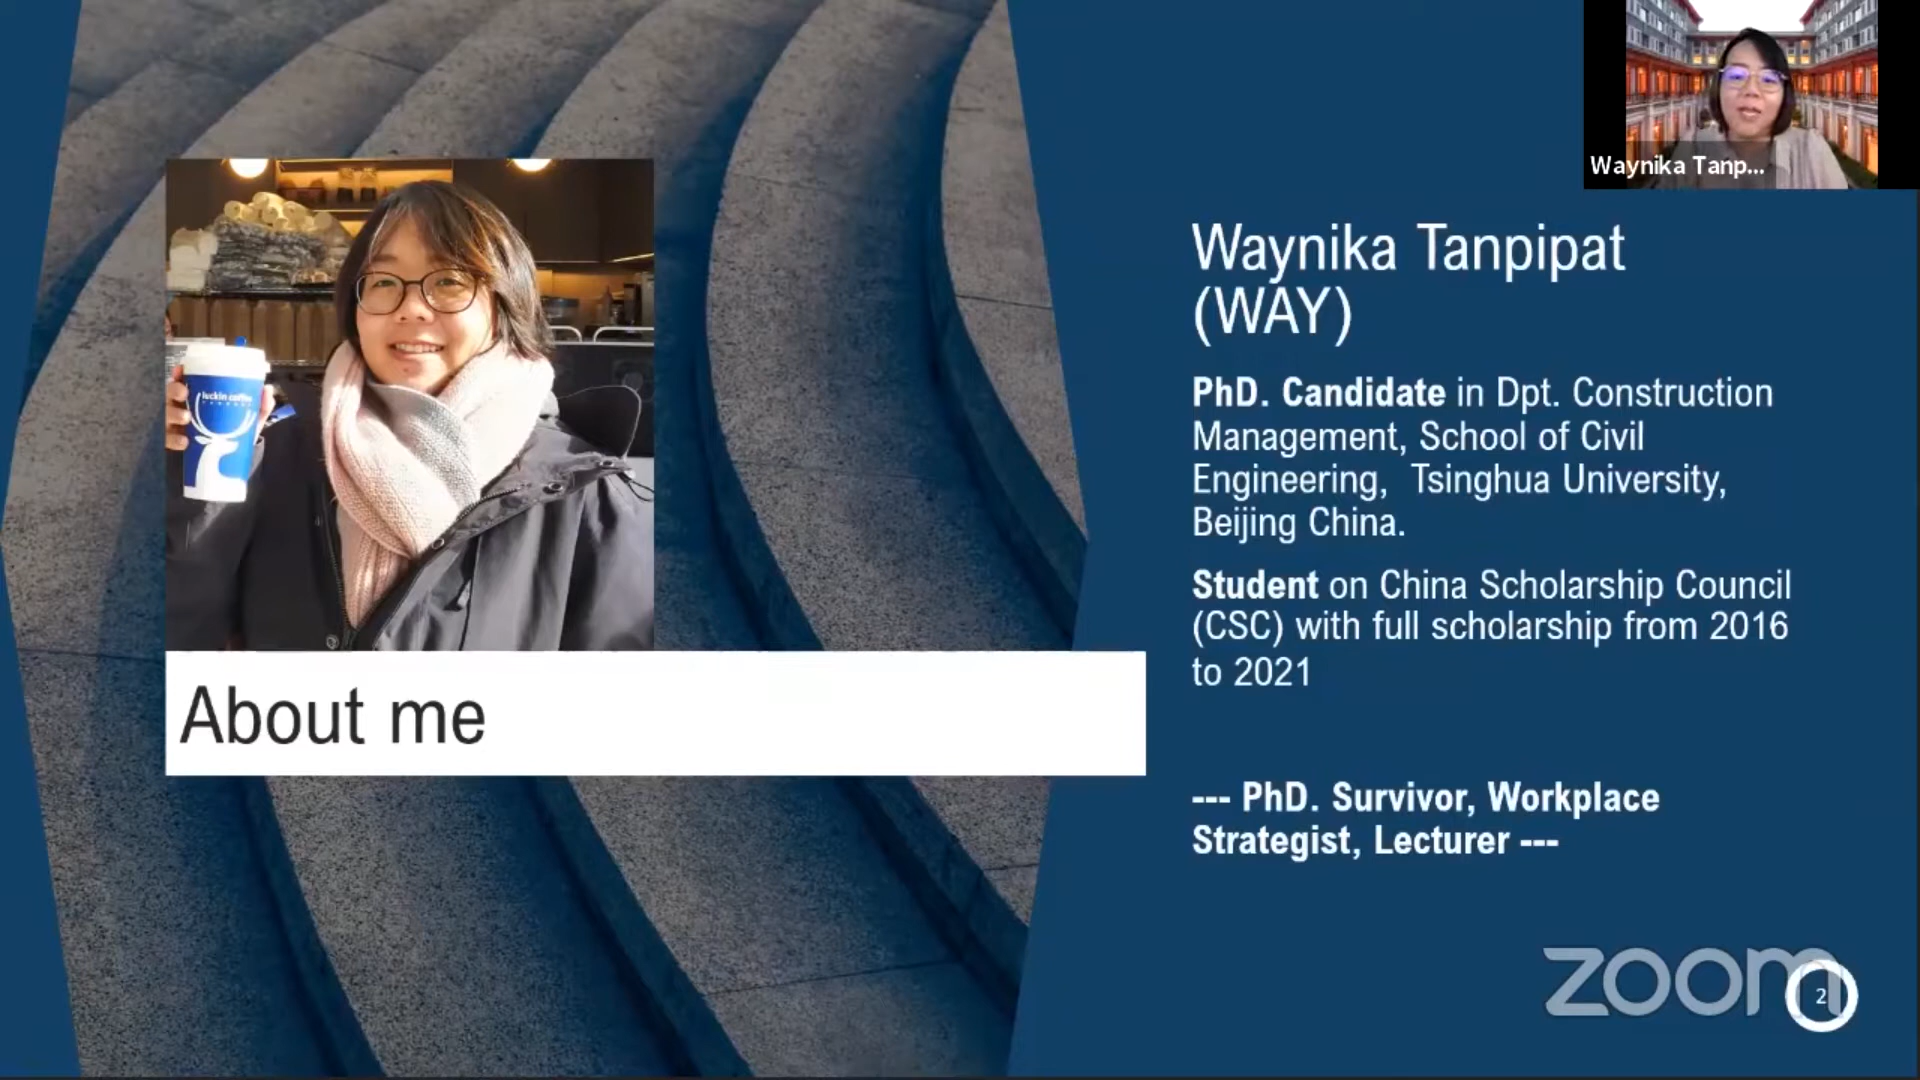 Waynika Tanp...
luckin coffee
About me
Waynika Tanpipat
(WAY)
PhD. Candidate in Dpt. Construction
Management, School of Civil
Engineering, Tsinghua University,
Beijing China.
Student on China Scholarship Council
(CSC) with full scholarship from 2016
to 2021
--- PhD. Survivor, Workplace
Strategist, Lecturer ---
zoom
2